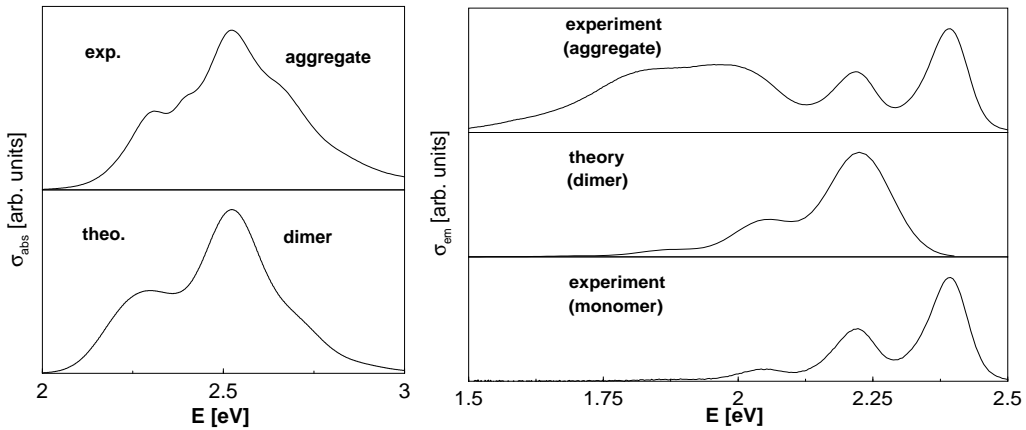 exp.
aggregate
theo.
dimer
σabs [arb. units]
2
2.5
3
E [eV]
experiment
(aggregate)
theory
(dimer)
experiment
(monomer)
σem [arb. units]
1.5
1.75
2
2.25
2.5
E [eV]